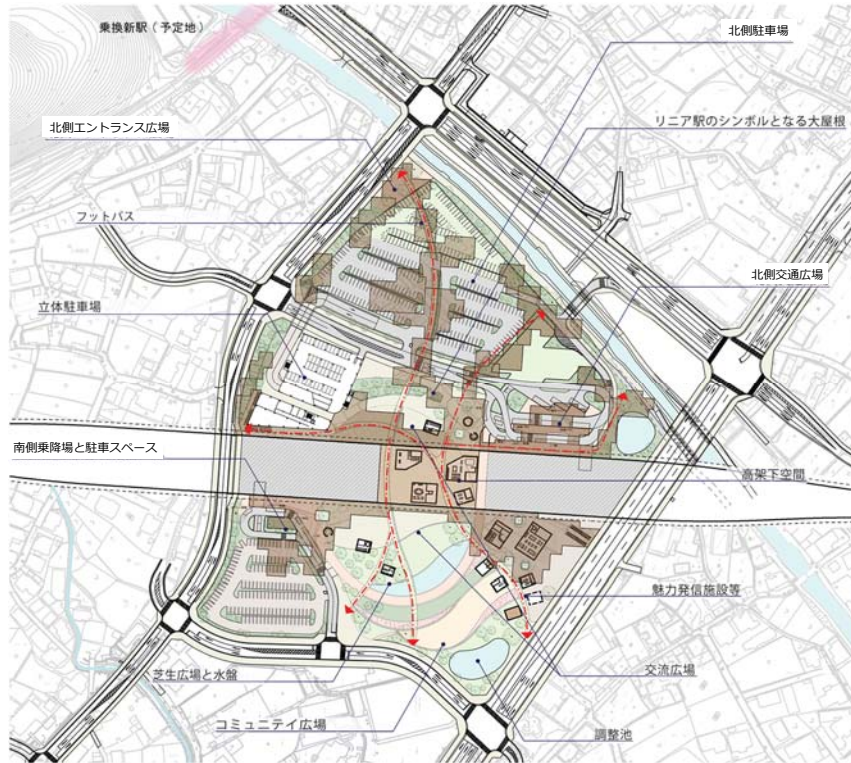 乗換新駅（予定地）
北側駐車場
リニア駅のシンボルとなる大屋根
北側エントランス広場
フットパス
北側交通広場
立体駐車場
南側乗降場と駐車スペース
高架下空間
魅力発信施設等
交流広場
芝生広場と水盤
コミュニテイ広場
調整池